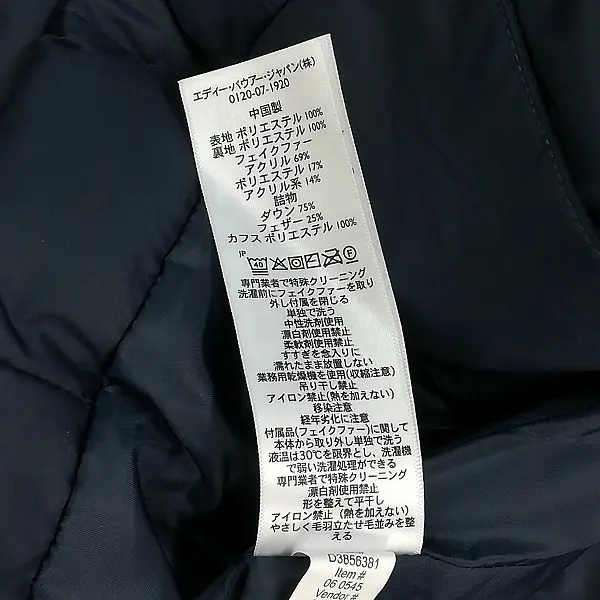 エディー・バウアー・ジャパン(株)
0120-07-1920
中国製
表地 ポリエステル 100%
裏地 ポリエステル 100%
フェイクファー
アクリル 69%
ポリエステル 17%
アクリル系 14%
詰物
ダウン 75%
フェザー 25%
カフス ポリエステル 100%
JP
40
F
専門業者で特殊クリーニング
洗濯前にフェイクファーを取り
外し付属を閉じる
単独で洗う
中性洗剤使用
漂白剤使用禁止
柔軟剤使用禁止
すすぎを念入りに
濡れたまま放置しない
業務用乾燥機を使用(収縮注意)
吊り干し禁止
アイロン禁止(熱を加えない)
移染注意
経年劣化に注意
付属品(フェイクファー)に関して
本体から取り外し単独で洗う
液温は30℃を限界とし、洗濯機
で弱い洗濯処理ができる
専門業者で特殊クリーニング
漂白剤使用禁止
形を整えて平干し
アイロン禁止（熱を加えない)
やさしく毛羽立たせ毛並みを整
える
D3B56381
Item #
06 0545
Vendor #